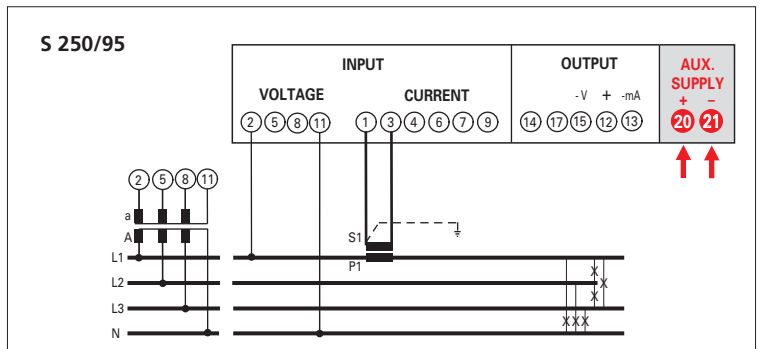 S 250/95
INPUT
OUTPUT
AUX.
SUPPLY
VOLTAGE
CURRENT
- V + -mA
+ –
2 5 8 11
1 3 4 6 7 9
14 17 15 12 13
20 21
2 5 8 11
a
A
S1
P1
L1
L2
L3
N
X
X
X
XXX